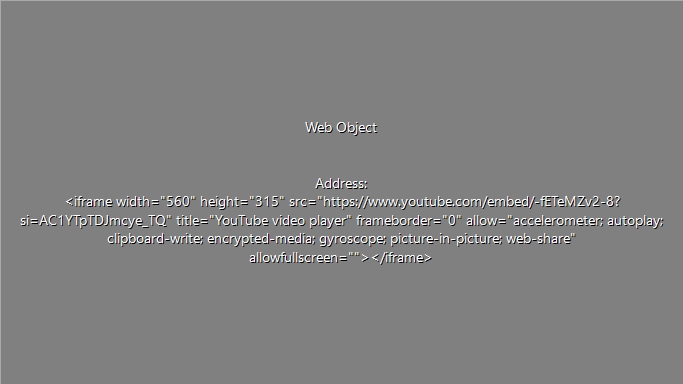 Web Object
Address:
<iframe width="560" height="315" src="https://www.youtube.com/embed/-fETeMZv2-8?
si=AC1YTpTDJmcye_TQ" title="YouTube video player" frameborder="0" allow="accelerometer; autoplay;
clipboard-write; encrypted-media; gyroscope; picture-in-picture; web-share"
allowfullscreen=""></iframe>